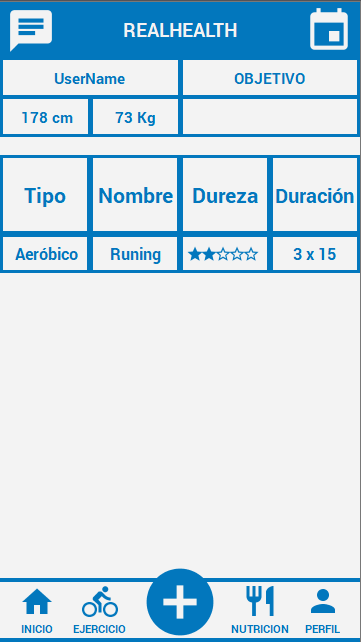 REALHEALTH
UserName OBJETIVO
178 cm 73 Kg
Tipo Nombre Dureza Duración
Aeróbico Runing 3 x 15
INICIO EJERCICIO NUTRICION PERFIL